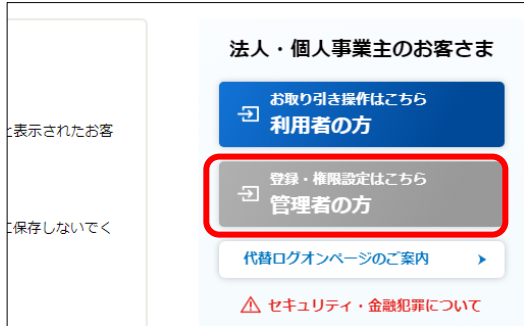 法人・個人事業主のお客さま
お取り引き操作はこちら
利用者の方
と表示されたお客
登録・権限設定はこちら
管理者の方
に保存しないでく
代替ログオンページのご案内
セキュリティ・金融犯罪について